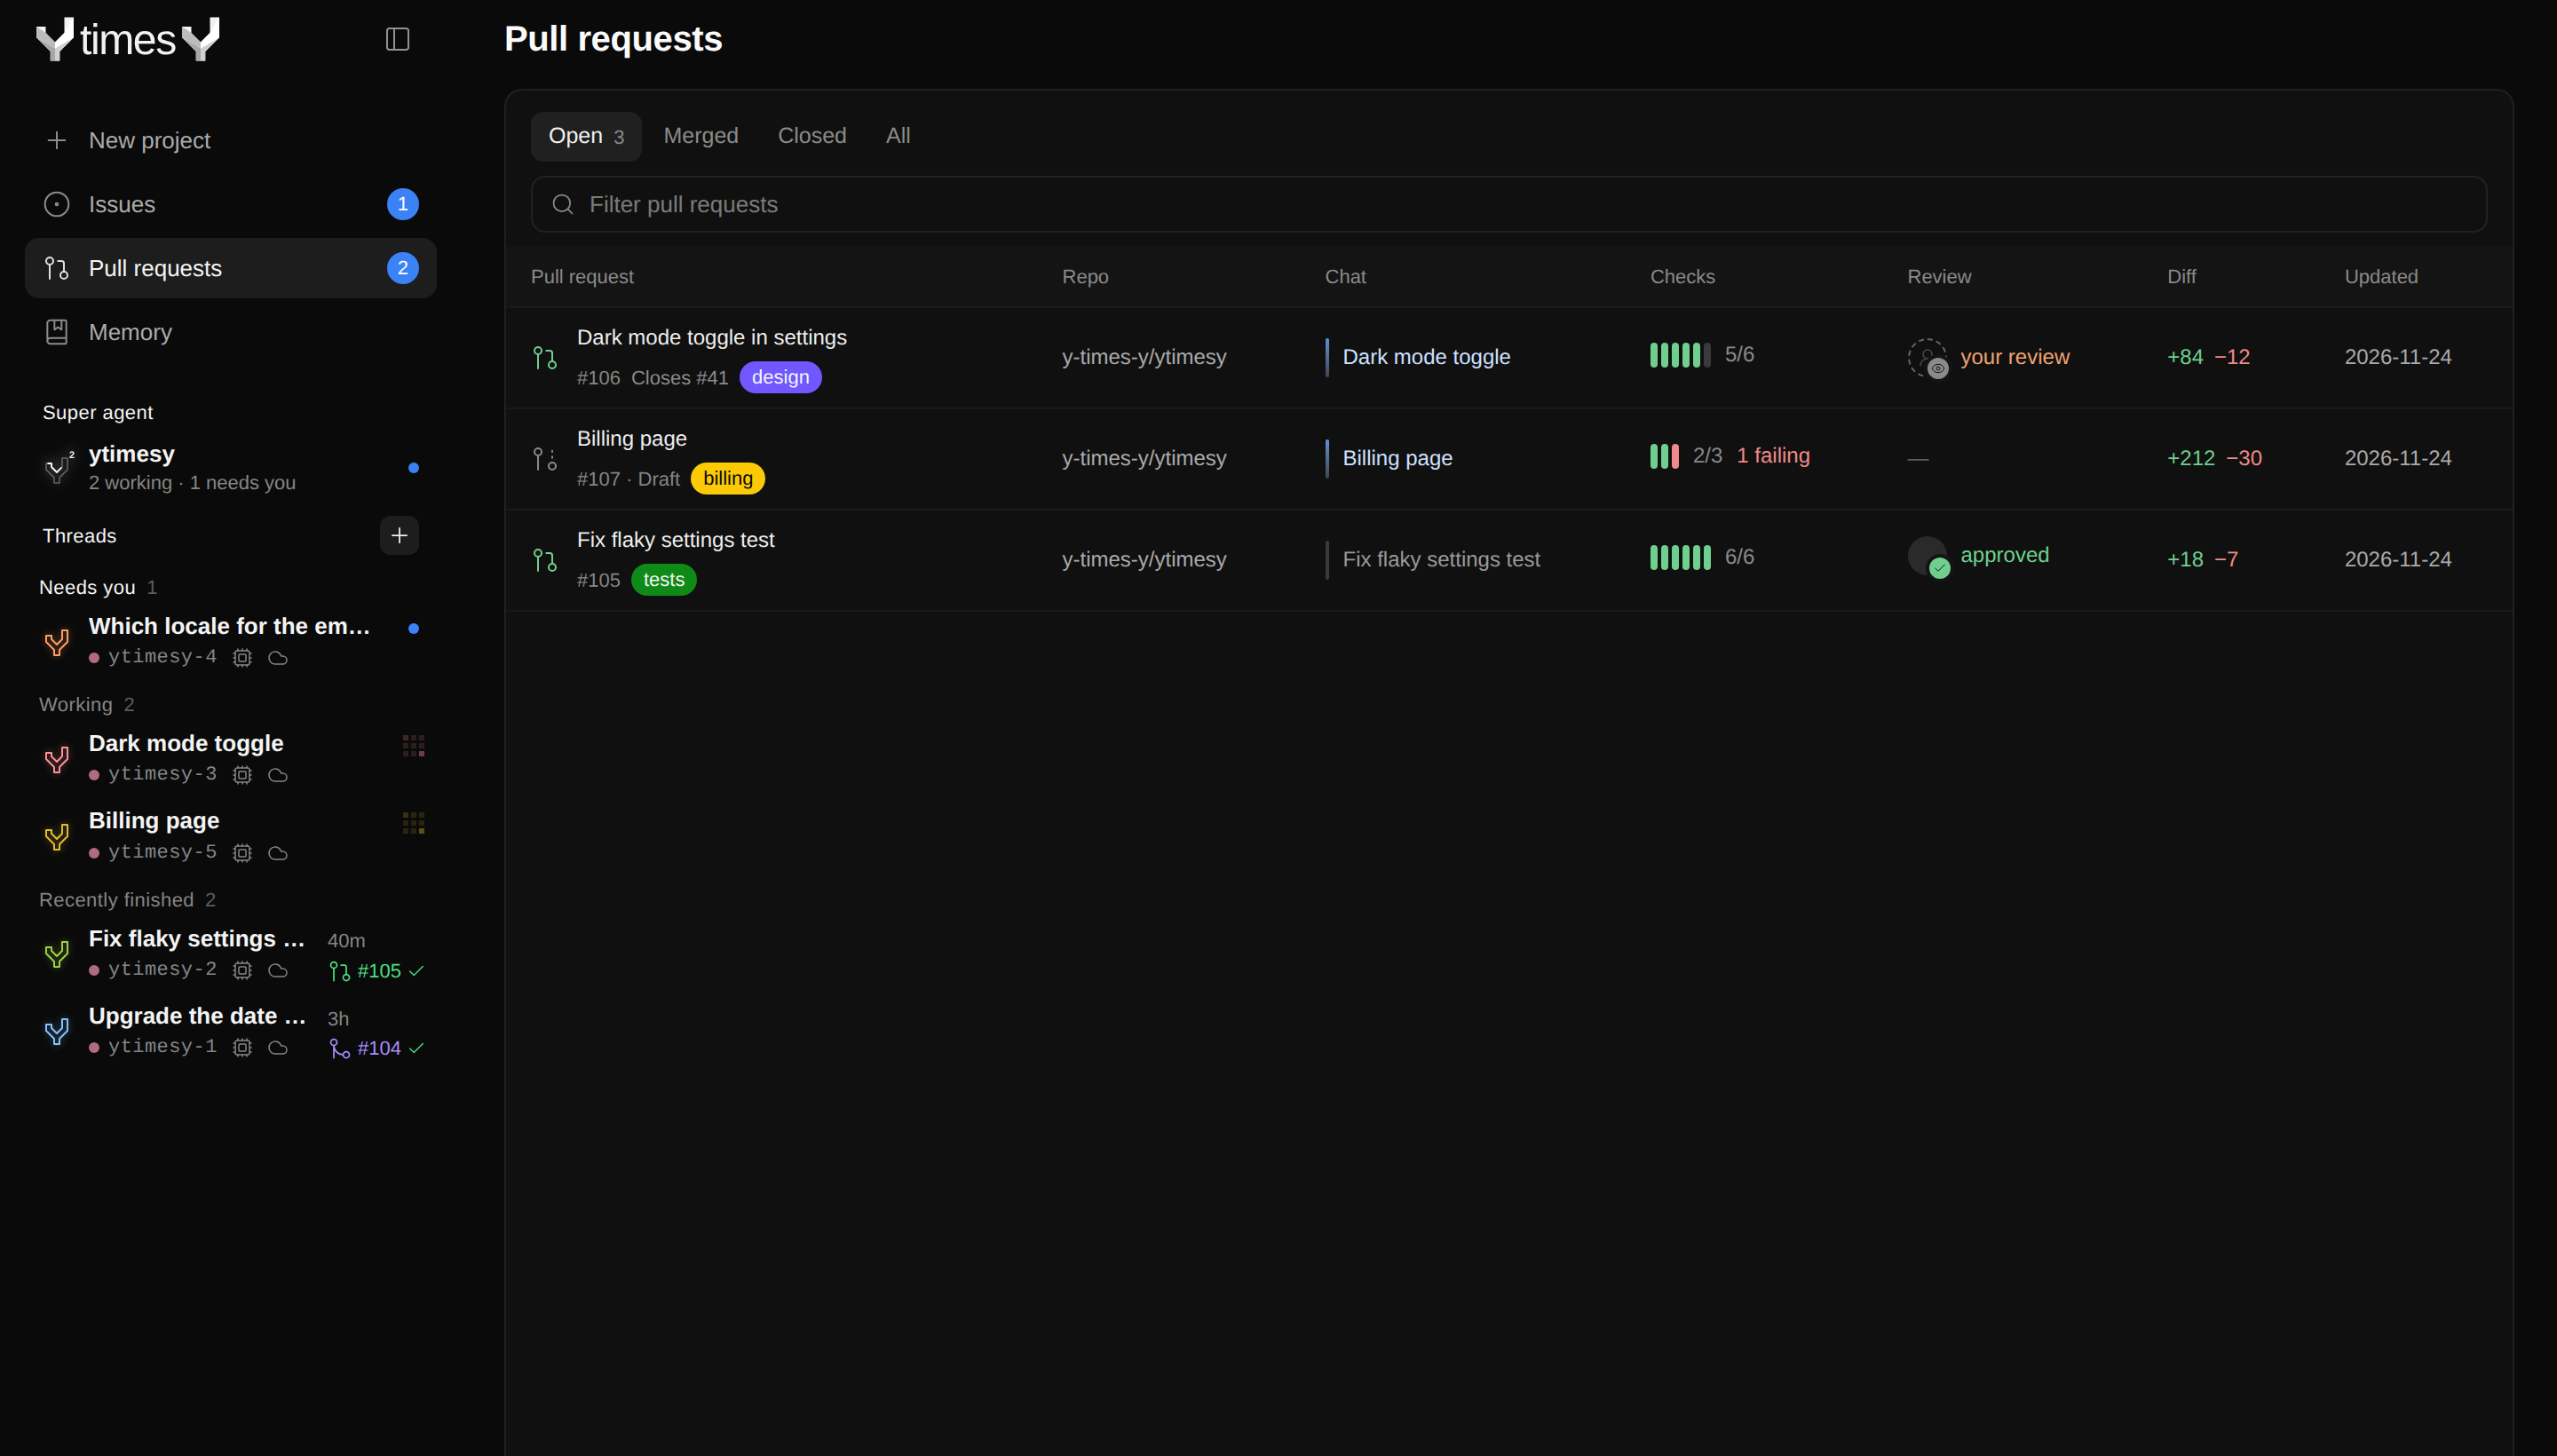 times
New project
Issues 1
Pull requests 2
Memory
Super agent
ytimesy
2
2 working · 1 needs you
Threads
Needs you 1
Which locale for the em…
ytimesy-4
Working 2
Dark mode toggle
ytimesy-3
Billing page
ytimesy-5
Recently finished 2
Fix flaky settings … 40m
ytimesy-2 #105
Upgrade the date … 3h
ytimesy-1 #104
Pull requests
Open 3 Merged Closed All
Filter pull requests
Pull request Repo Chat Checks Review Diff Updated
Dark mode toggle in settings
#106 Closes #41 design
y-times-y/ytimesy Dark mode toggle 5/6 your review +84 −12 2026-11-24
Billing page
#107 · Draft billing
y-times-y/ytimesy Billing page 2/3 1 failing — +212 −30 2026-11-24
Fix flaky settings test
#105 tests
y-times-y/ytimesy Fix flaky settings test 6/6 approved +18 −7 2026-11-24